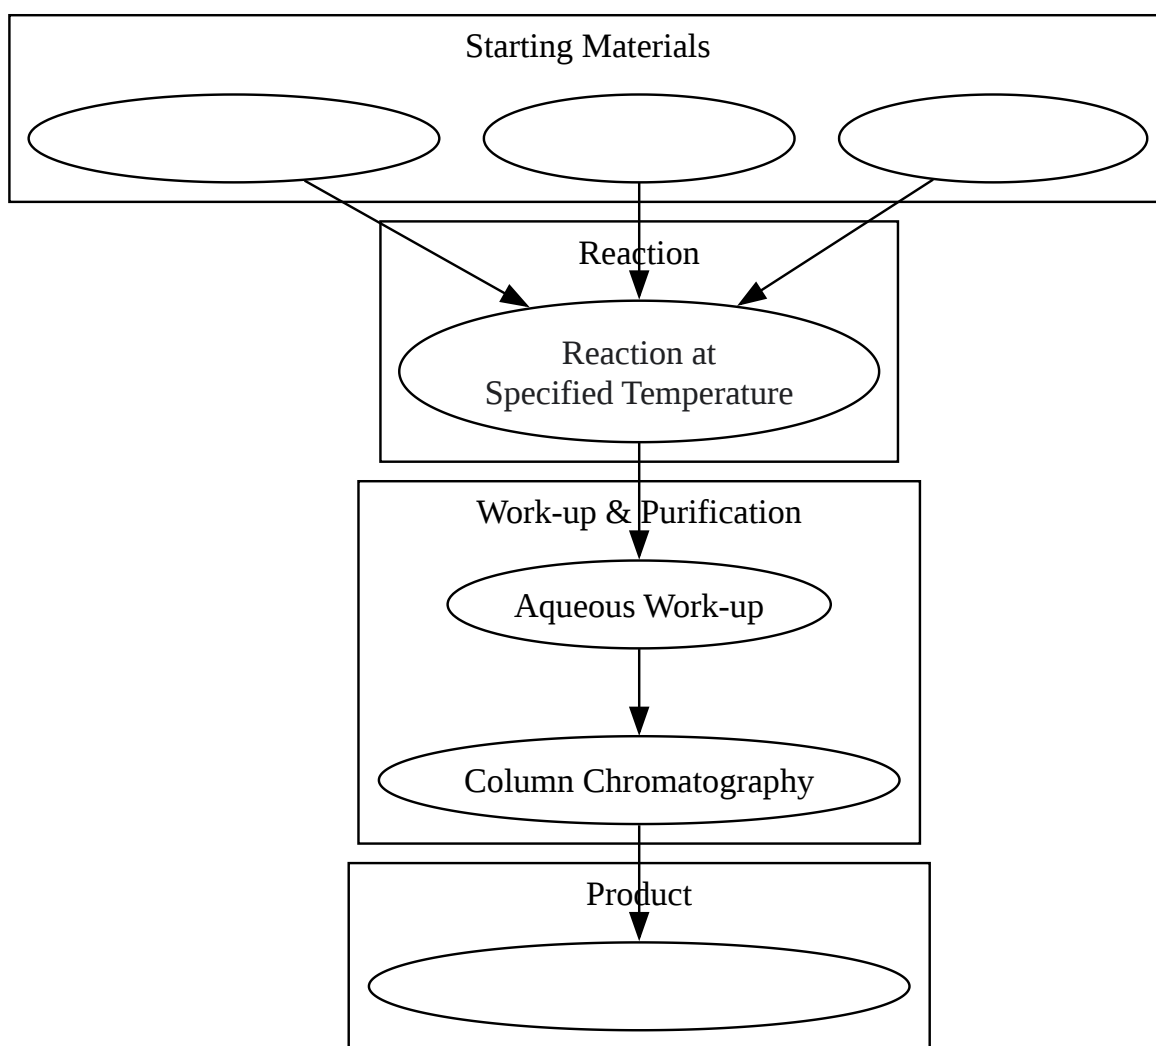 Starting Materials
Reaction
Reaction at
Specified Temperature
Work-up & Purification
Aqueous Work-up
Column Chromatography
Product